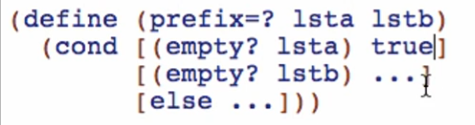 (define (prefix=? lsta lstb)
(cond [(empty? lsta) true]
[(empty? lstb) ...]
[else ...]))